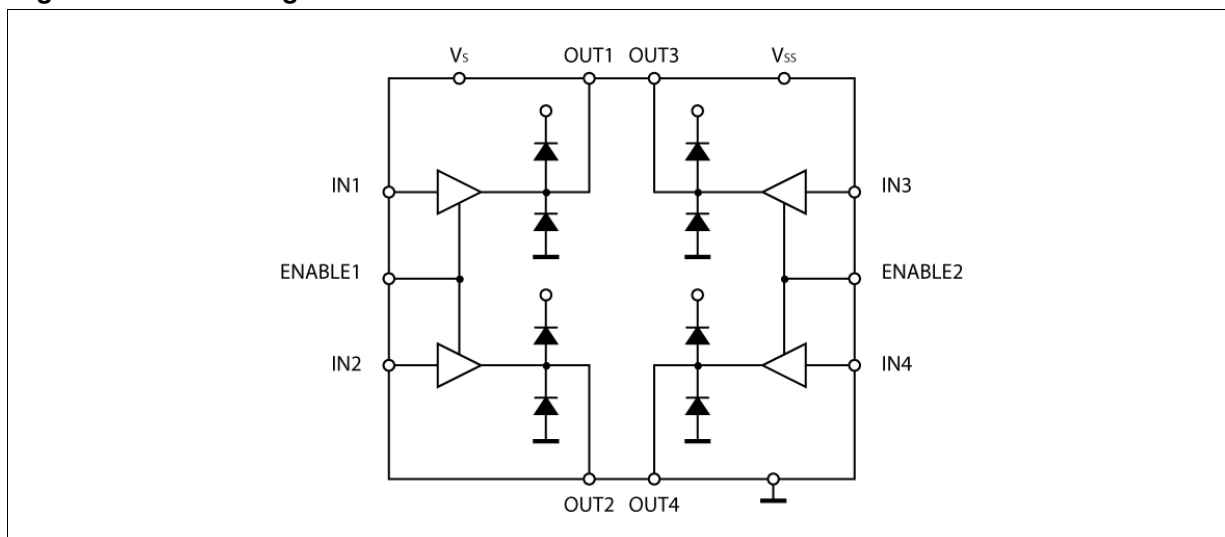 Vs OUT1 OUT3 Vss
IN1 IN3
ENABLE1 ENABLE2
IN2 IN4
OUT2 OUT4